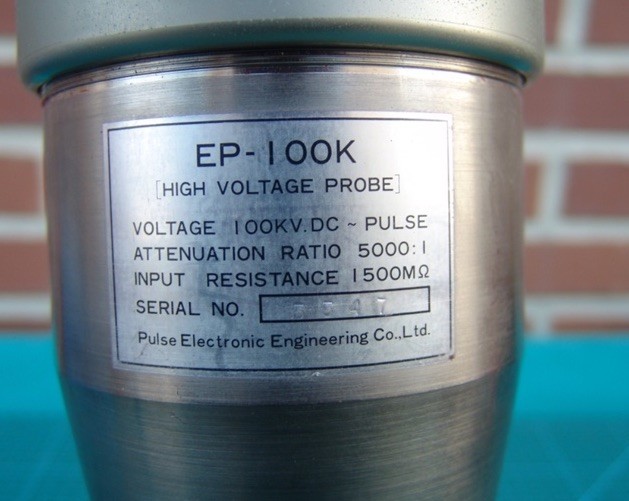 EP-100K
[HIGH VOLTAGE PROBE]
VOLTAGE 100KV.DC ~ PULSE
ATTENUATION RATIO 5000:1
INPUT RESISTANCE 1500MΩ
SERIAL NO.
Pulse Electronic Engineering Co.,Ltd.